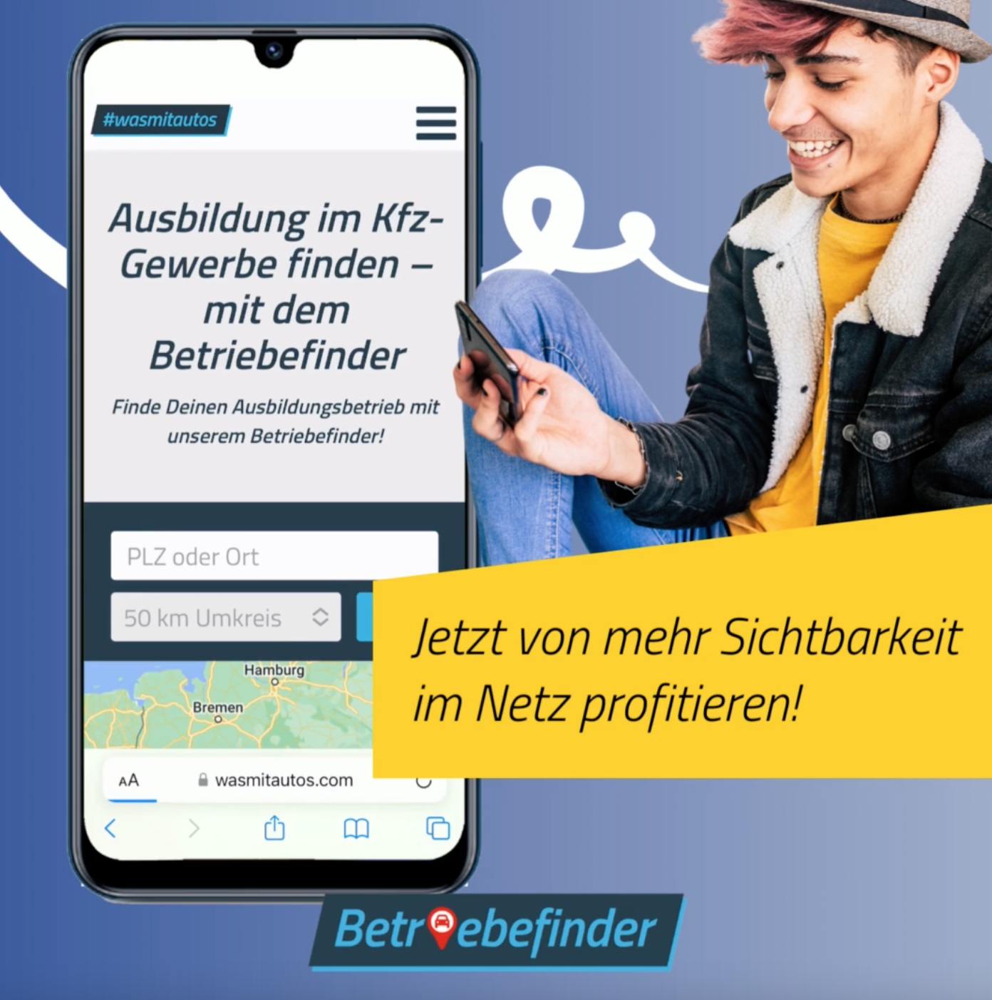 #wasmitautos
Ausbildung im Kfz-
Gewerbe finden –
mit dem
Betriebefinder
Finde Deinen Ausbildungsbetrieb mit
unserem Betriebefinder!
PLZ oder Ort
50 km Umkreis
Hamburg
Bremen
Jetzt von mehr Sichtbarkeit
im Netz profitieren!
AA wasmitautos.com
Betriebefinder